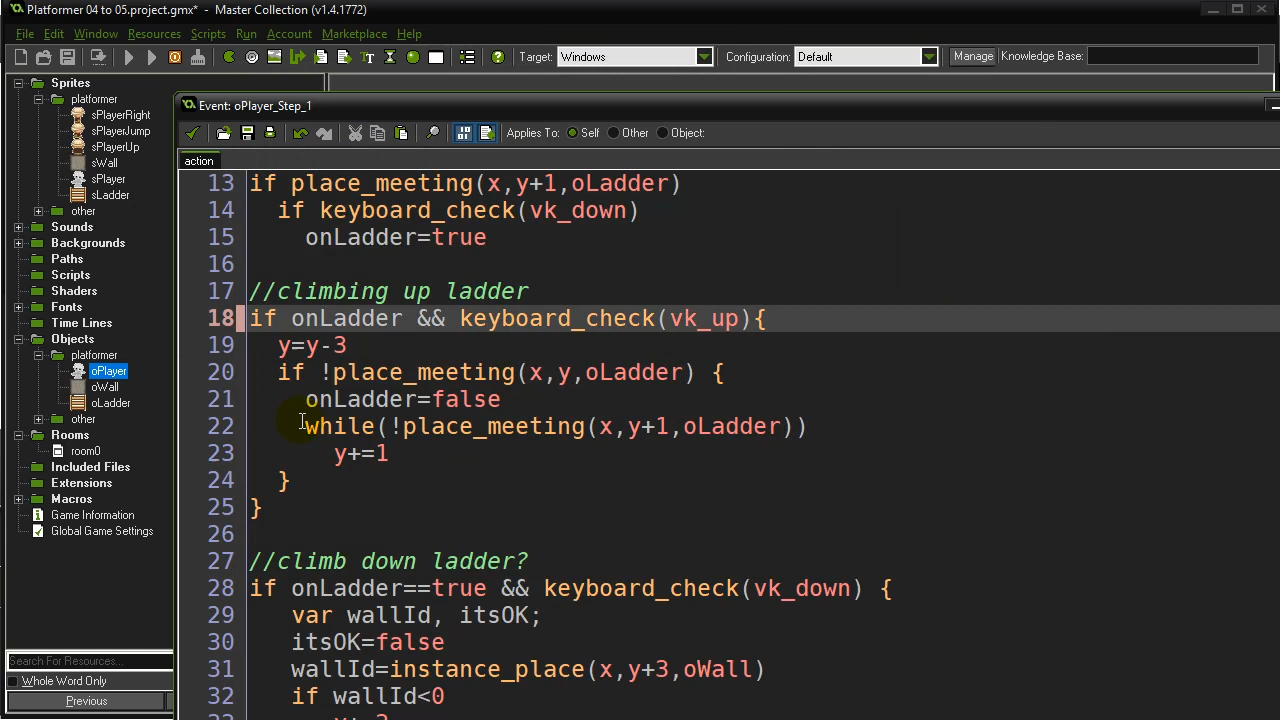 Platformer 04 to 05.project.gmx* - Master Collection (v1.4.1772)
File Edit Window Resources Scripts Run Account Marketplace Help
Target: Windows Configuration: Default Manage Knowledge Base:
Sprites
platformer
sPlayerRight
sPlayerJump
sPlayerUp
sWall
sPlayer
sLadder
other
Sounds
Backgrounds
Paths
Scripts
Shaders
Fonts
Time Lines
Objects
platformer
oPlayer
oWall
oLadder
other
Rooms
room0
Included Files
Extensions
Macros
Game Information
Global Game Settings
Search For Resources...
Whole Word Only
Previous
Event: oPlayer_Step_1
Applies To: Self Other Object:
action
13 if place_meeting(x,y+1,oLadder)
14 if keyboard_check(vk_down)
15 onLadder=true
16
17 //climbing up ladder
18 if onLadder && keyboard_check(vk_up){
19 y=y-3
20 if !place_meeting(x,y,oLadder) {
21 onLadder=false
22 while(!place_meeting(x,y+1,oLadder))
23 y+=1
24 }
25 }
26
27 //climb down ladder?
28 if onLadder==true && keyboard_check(vk_down) {
29 var wallId, itsOK;
30 itsOK=false
31 wallId=instance_place(x,y+3,oWall)
32 if wallId<0